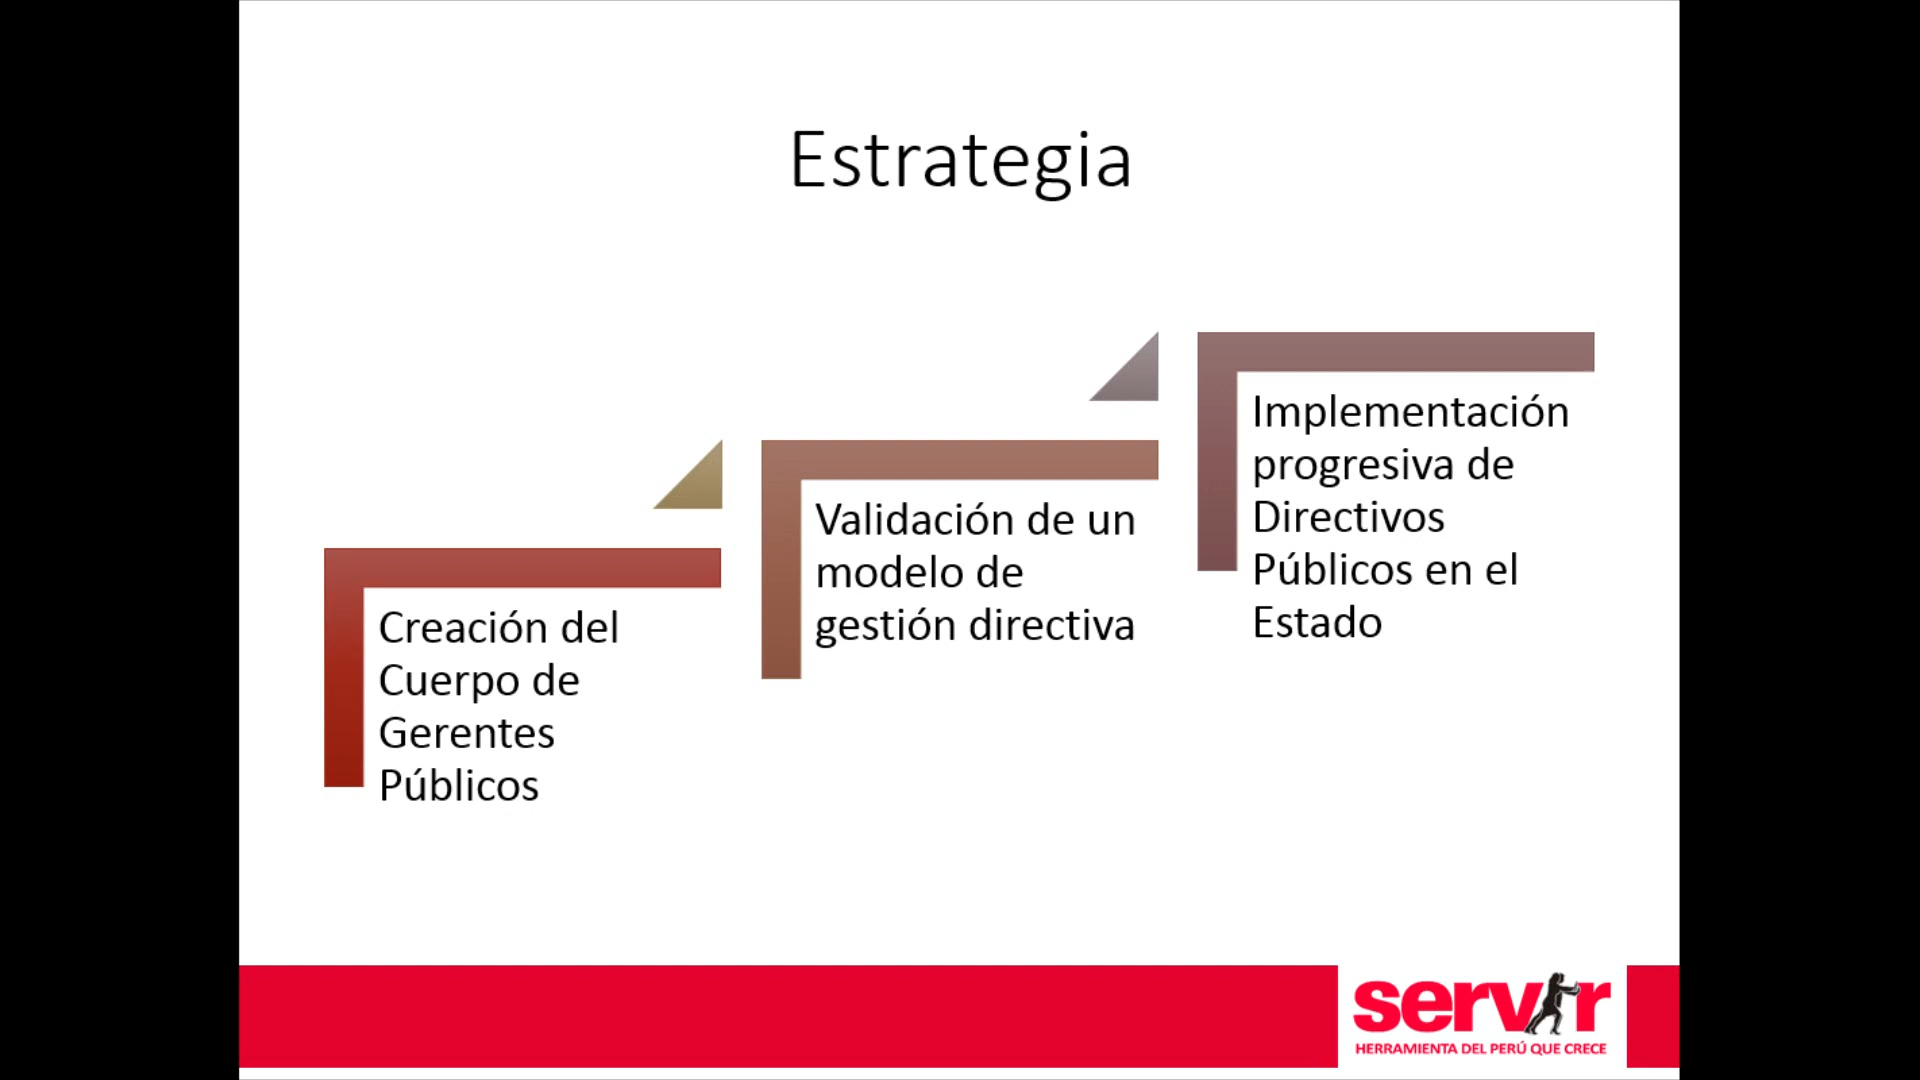 Estrategia
Creación del
Cuerpo de
Gerentes
Públicos
Validación de un
modelo de
gestión directiva
Implementación
progresiva de
Directivos
Públicos en el
Estado
servir
HERRAMIENTA DEL PERÚ QUE CRECE